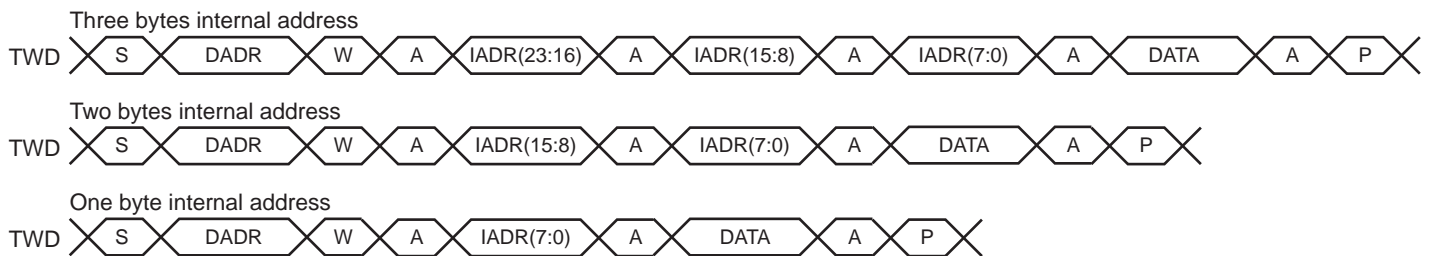 Three bytes internal address
TWD S DADR W A IADR(23:16) A IADR(15:8) A IADR(7:0) A DATA A P
Two bytes internal address
TWD S DADR W A IADR(15:8) A IADR(7:0) A DATA A P
One byte internal address
TWD S DADR W A IADR(7:0) A DATA A P